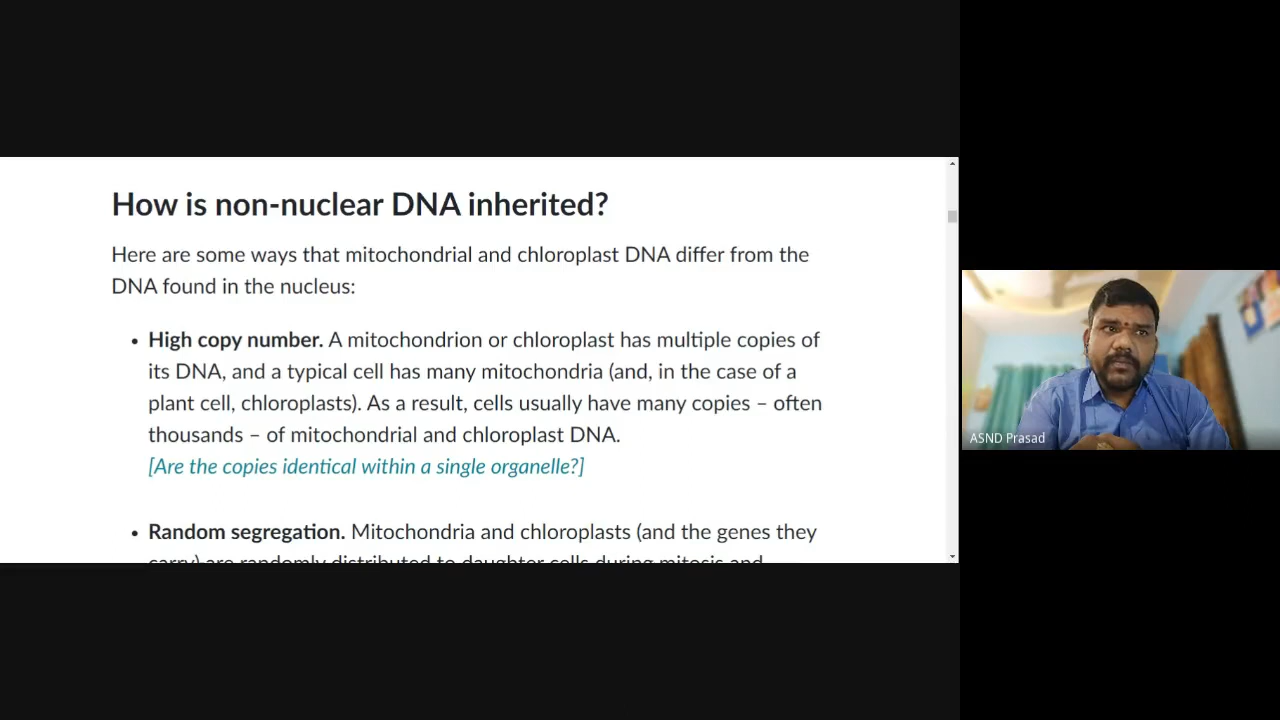 How is non-nuclear DNA inherited?
Here are some ways that mitochondrial and chloroplast DNA differ from the
DNA found in the nucleus:
• High copy number. A mitochondrion or chloroplast has multiple copies of
its DNA, and a typical cell has many mitochondria (and, in the case of a
plant cell, chloroplasts). As a result, cells usually have many copies – often
thousands – of mitochondrial and chloroplast DNA.
[Are the copies identical within a single organelle?]
• Random segregation. Mitochondria and chloroplasts (and the genes they
carry) are randomly distributed to daughter cells during mitosis and
ASND Prasad